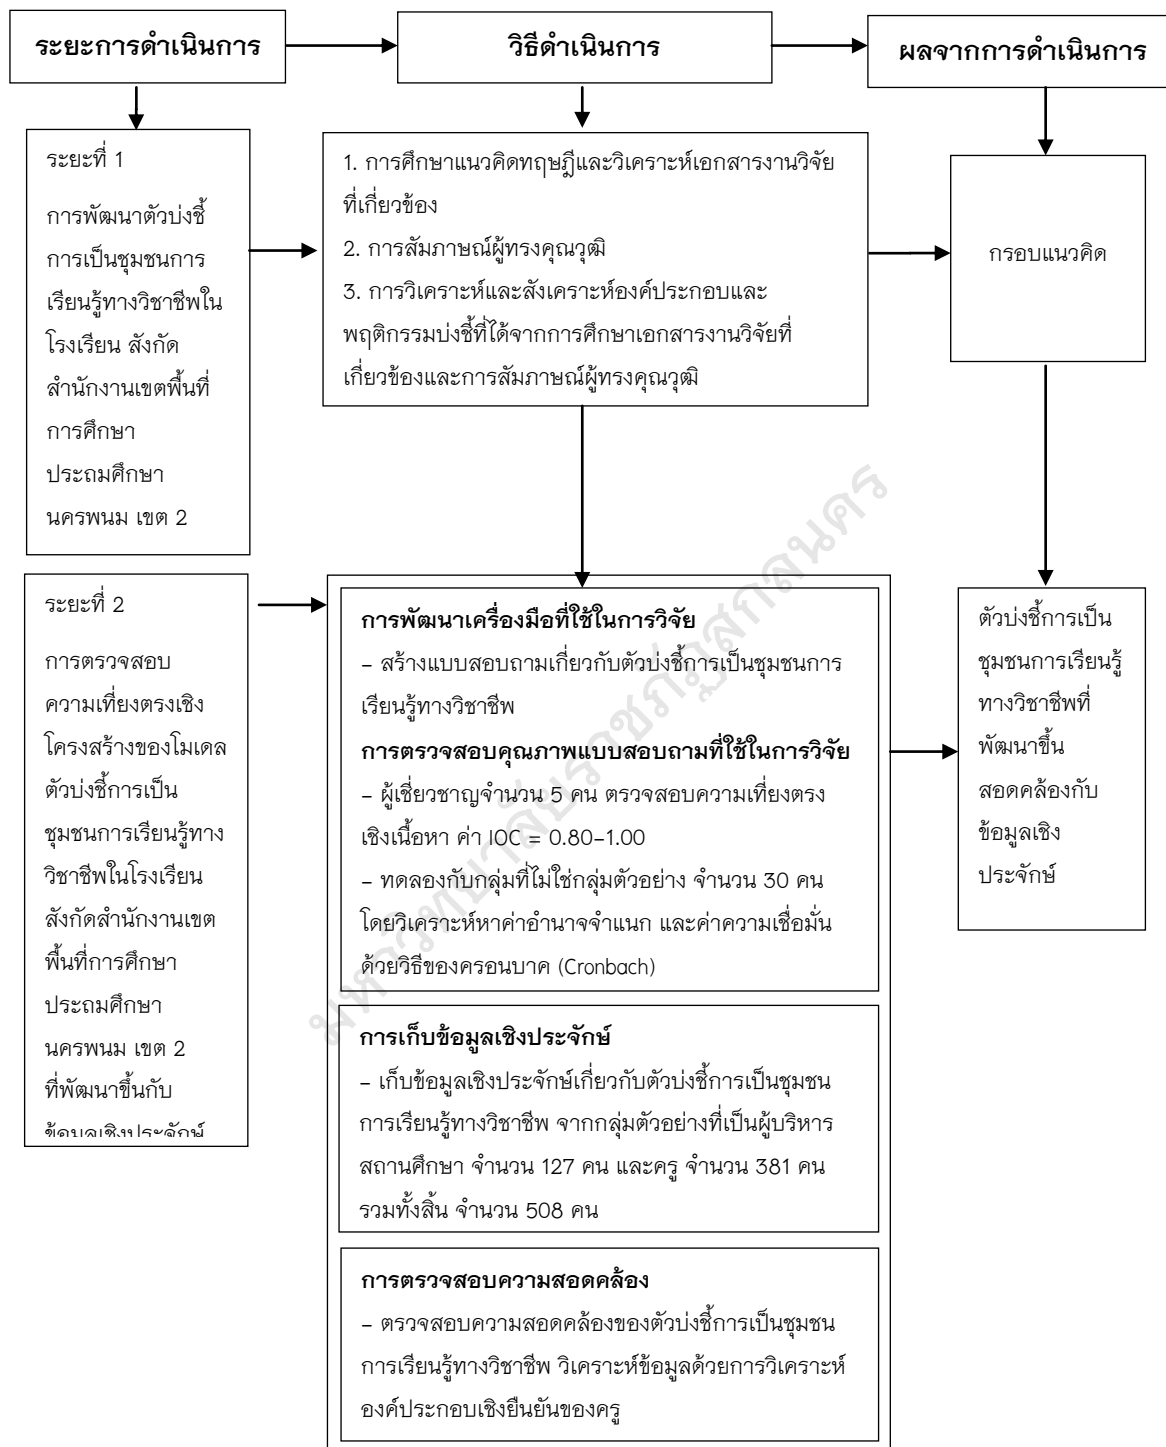 ระยะการดำเนินการ
วิธีดำเนินการ
ผลจากการดำเนินการ
ระยะที่ 1
การพัฒนาตัวบ่งชี้
การเป็นชุมชนการ
เรียนรู้ทางวิชาชีพใน
โรงเรียน สังกัด
สำนักงานเขตพื้นที่
การศึกษา
ประถมศึกษา
นครพนม เขต 2
1. การศึกษาแนวคิดทฤษฎีและวิเคราะห์เอกสารงานวิจัย
ที่เกี่ยวข้อง
2. การสัมภาษณ์ผู้ทรงคุณวุฒิ
3. การวิเคราะห์และสังเคราะห์องค์ประกอบและ
พฤติกรรมบ่งชี้ที่ได้จากการศึกษาเอกสารงานวิจัยที่
เกี่ยวข้องและการสัมภาษณ์ผู้ทรงคุณวุฒิ
กรอบแนวคิด
ระยะที่ 2
การตรวจสอบ
ความเที่ยงตรงเชิง
โครงสร้างของโมเดล
ตัวบ่งชี้การเป็น
ชุมชนการเรียนรู้ทาง
วิชาชีพในโรงเรียน
สังกัดสำนักงานเขต
พื้นที่การศึกษา
ประถมศึกษา
นครพนม เขต 2
ที่พัฒนาขึ้นกับ
ข้อมูลเชิงประจักษ์
การพัฒนาเครื่องมือที่ใช้ในการวิจัย
– สร้างแบบสอบถามเกี่ยวกับตัวบ่งชี้การเป็นชุมชนการ
เรียนรู้ทางวิชาชีพ
การตรวจสอบคุณภาพแบบสอบถามที่ใช้ในการวิจัย
– ผู้เชี่ยวชาญจำนวน 5 คน ตรวจสอบความเที่ยงตรง
เชิงเนื้อหา ค่า IOC = 0.80–1.00
– ทดลองกับกลุ่มที่ไม่ใช่กลุ่มตัวอย่าง จำนวน 30 คน
โดยวิเคราะห์หาค่าอำนาจจำแนก และค่าความเชื่อมั่น
ด้วยวิธีของครอนบาค (Cronbach)
การเก็บข้อมูลเชิงประจักษ์
– เก็บข้อมูลเชิงประจักษ์เกี่ยวกับตัวบ่งชี้การเป็นชุมชน
การเรียนรู้ทางวิชาชีพ จากกลุ่มตัวอย่างที่เป็นผู้บริหาร
สถานศึกษา จำนวน 127 คน และครู จำนวน 381 คน
รวมทั้งสิ้น จำนวน 508 คน
การตรวจสอบความสอดคล้อง
– ตรวจสอบความสอดคล้องของตัวบ่งชี้การเป็นชุมชน
การเรียนรู้ทางวิชาชีพ วิเคราะห์ข้อมูลด้วยการวิเคราะห์
องค์ประกอบเชิงยืนยันของครู
ตัวบ่งชี้การเป็น
ชุมชนการเรียนรู้
ทางวิชาชีพที่
พัฒนาขึ้น
สอดคล้องกับ
ข้อมูลเชิง
ประจักษ์
มหาวิทยาลัยราชภัฏสกลนคร